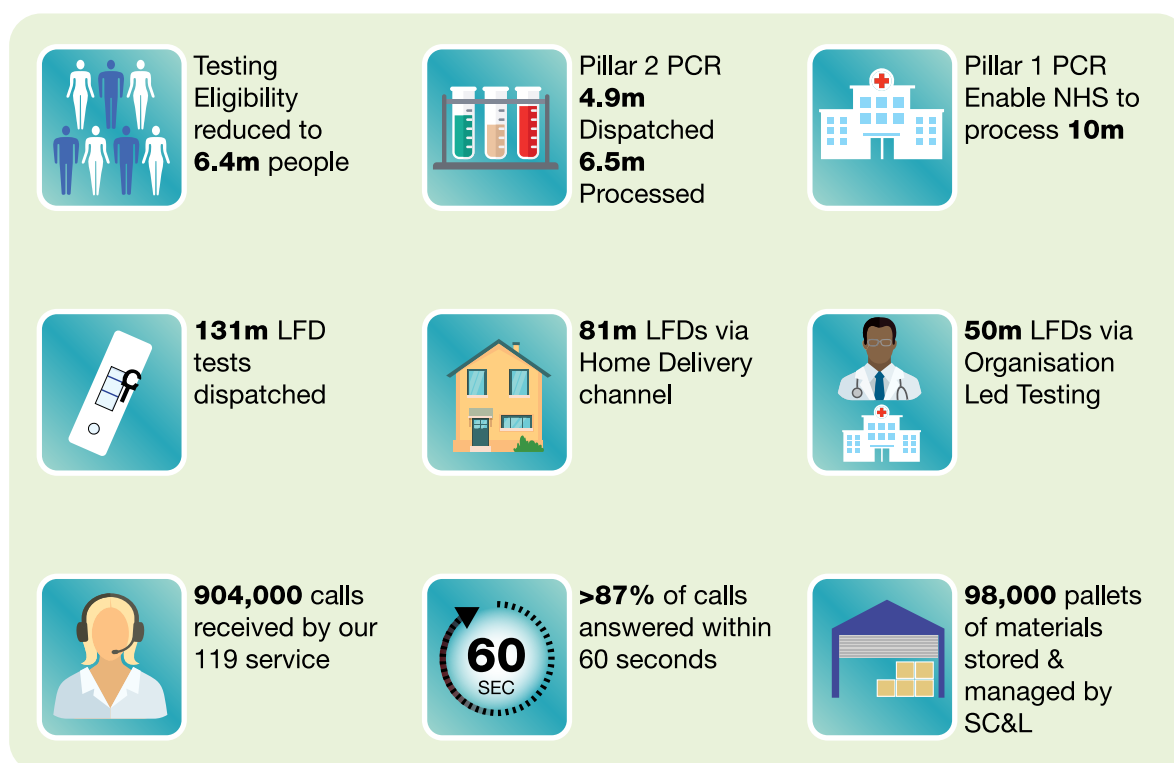 Testing
Eligibility
reduced to
6.4m people
Pillar 2 PCR
4.9m
Dispatched
6.5m
Processed
Pillar 1 PCR
Enable NHS to
process 10m
C
T
131m LFD
tests
dispatched
81m LFDs via
Home Delivery
channel
50m LFDs via
Organisation
Led Testing
904,000 calls
received by our
119 service
60
SEC
>87% of calls
answered within
60 seconds
98,000 pallets
of materials
stored &
managed by
SC&L